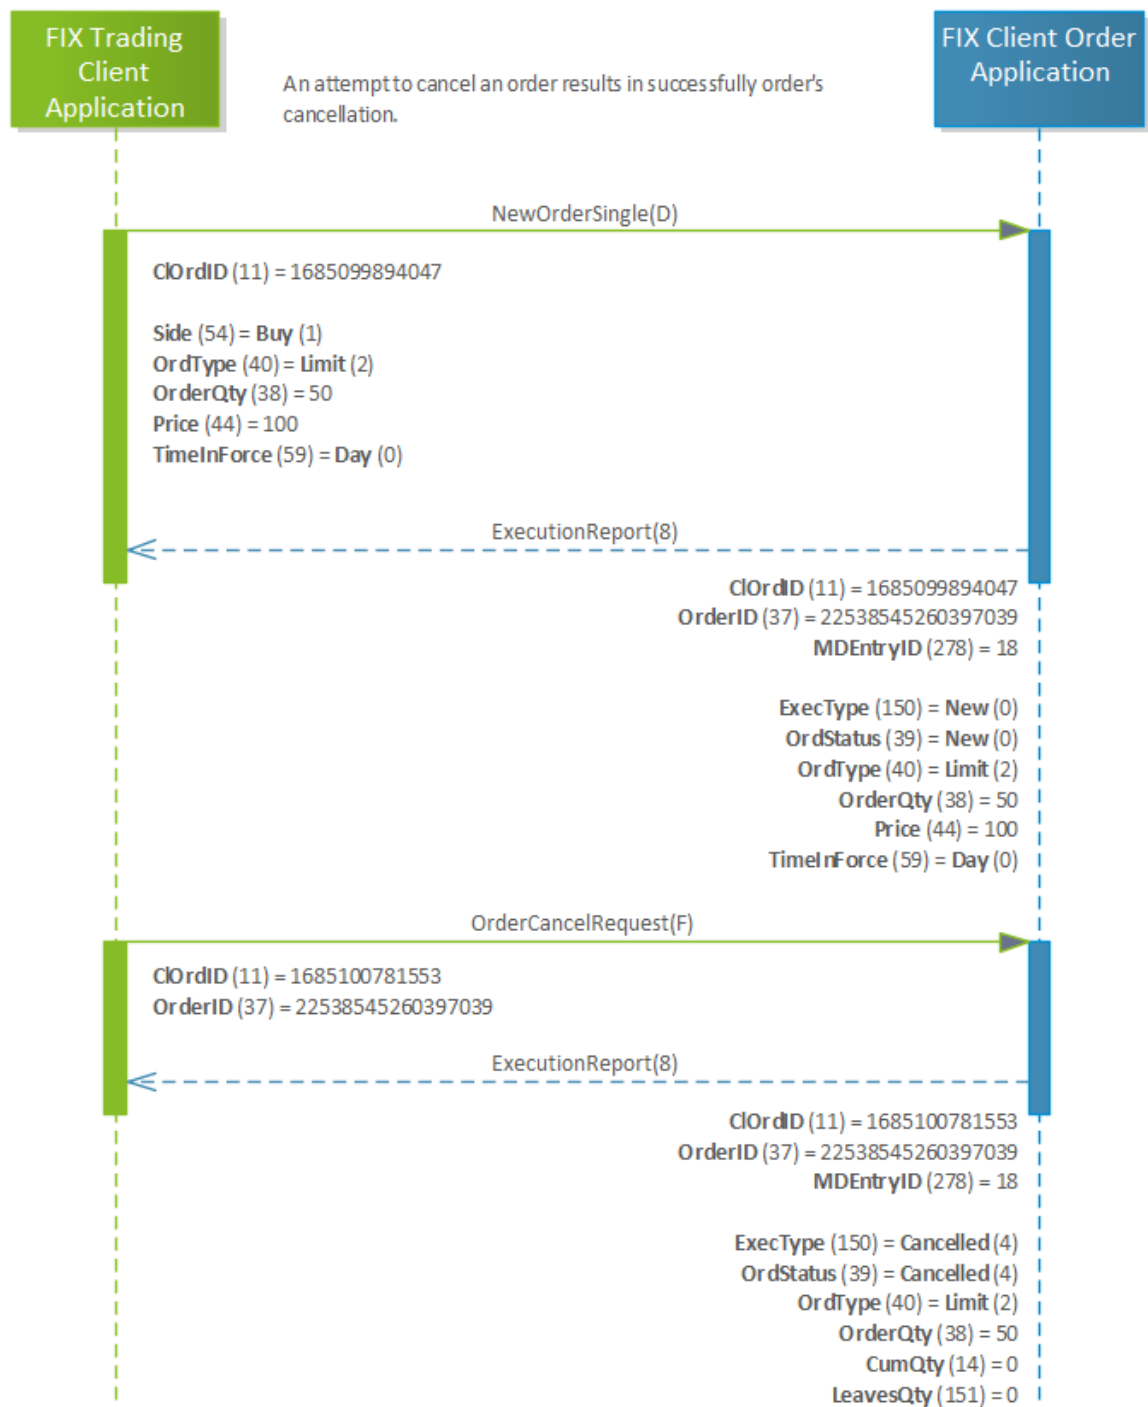 FIX Trading
Client
Application
FIX Client Order
Application
An attempt to cancel an order results in successfully order's
cancellation.
NewOrderSingle(D)
ClOrdID (11) = 1685099894047
Side (54) = Buy (1)
OrdType (40) = Limit (2)
OrderQty (38) = 50
Price (44) = 100
TimeInForce (59) = Day (0)
ExecutionReport(8)
ClOrdID (11) = 1685099894047
OrderID (37) = 22538545260397039
MDEntryID (278) = 18
ExecType (150) = New (0)
OrdStatus (39) = New (0)
OrdType (40) = Limit (2)
OrderQty (38) = 50
Price (44) = 100
TimeInForce (59) = Day (0)
OrderCancelRequest(F)
ClOrdID (11) = 1685100781553
OrderID (37) = 22538545260397039
ExecutionReport(8)
ClOrdID (11) = 1685100781553
OrderID (37) = 22538545260397039
MDEntryID (278) = 18
ExecType (150) = Cancelled (4)
OrdStatus (39) = Cancelled (4)
OrdType (40) = Limit (2)
OrderQty (38) = 50
CumQty (14) = 0
LeavesQty (151) = 0